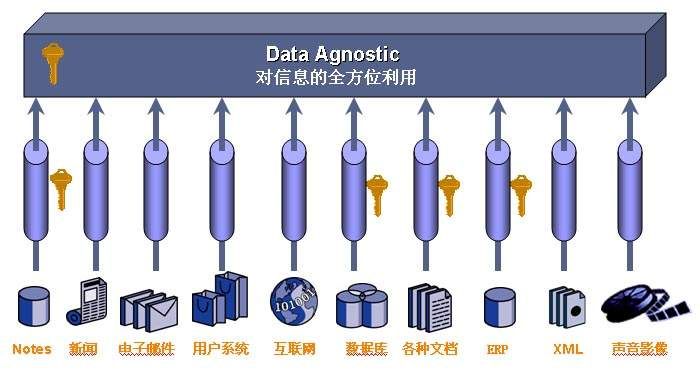 Data Agnostic
对信息的全方位利用
10100
Notes 新闻 电子邮件 用户系统 互联网 数据库 各种文档 ERP XML 声音影像